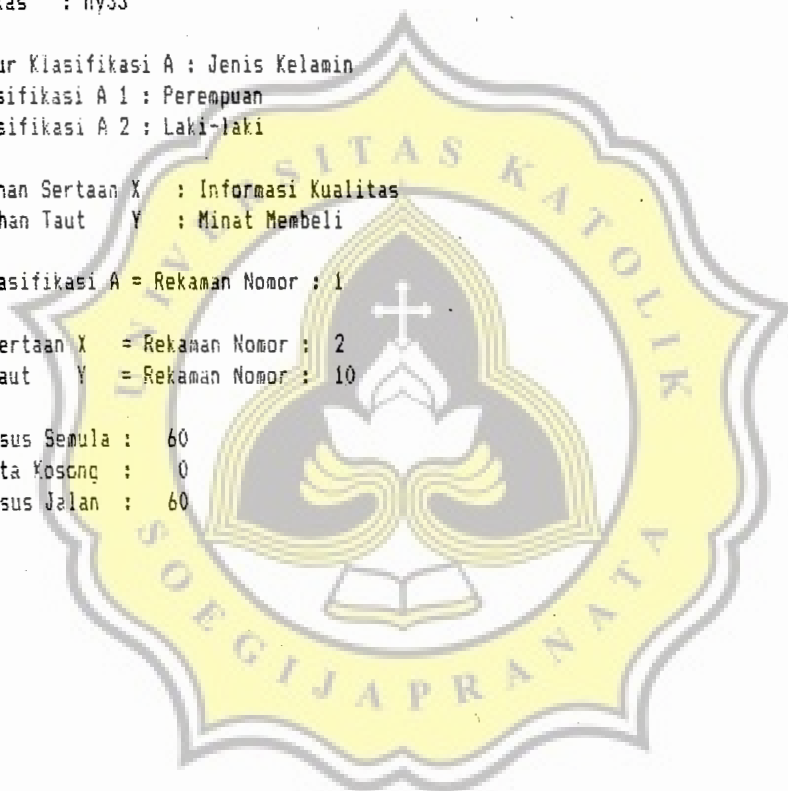 : ny33
ur Klasifikasi A : Jenis Kelamin
sifikasi A 1 : Perempuan
sifikasi A 2 : Laki-laki
han Sertaan X : Informasi Kualitas
han Taut Y : Minat Membeli
asifikasi A = Rekaman Nomor : 1
ertaan X = Rekaman Nomor : 2
aut Y = Rekaman Nomor : 10
sus Semula : 60
ta Kosong : 0
sus Jalan : 60
UNIVERSITAS KATOLIK
SOEGIJAPRANATA